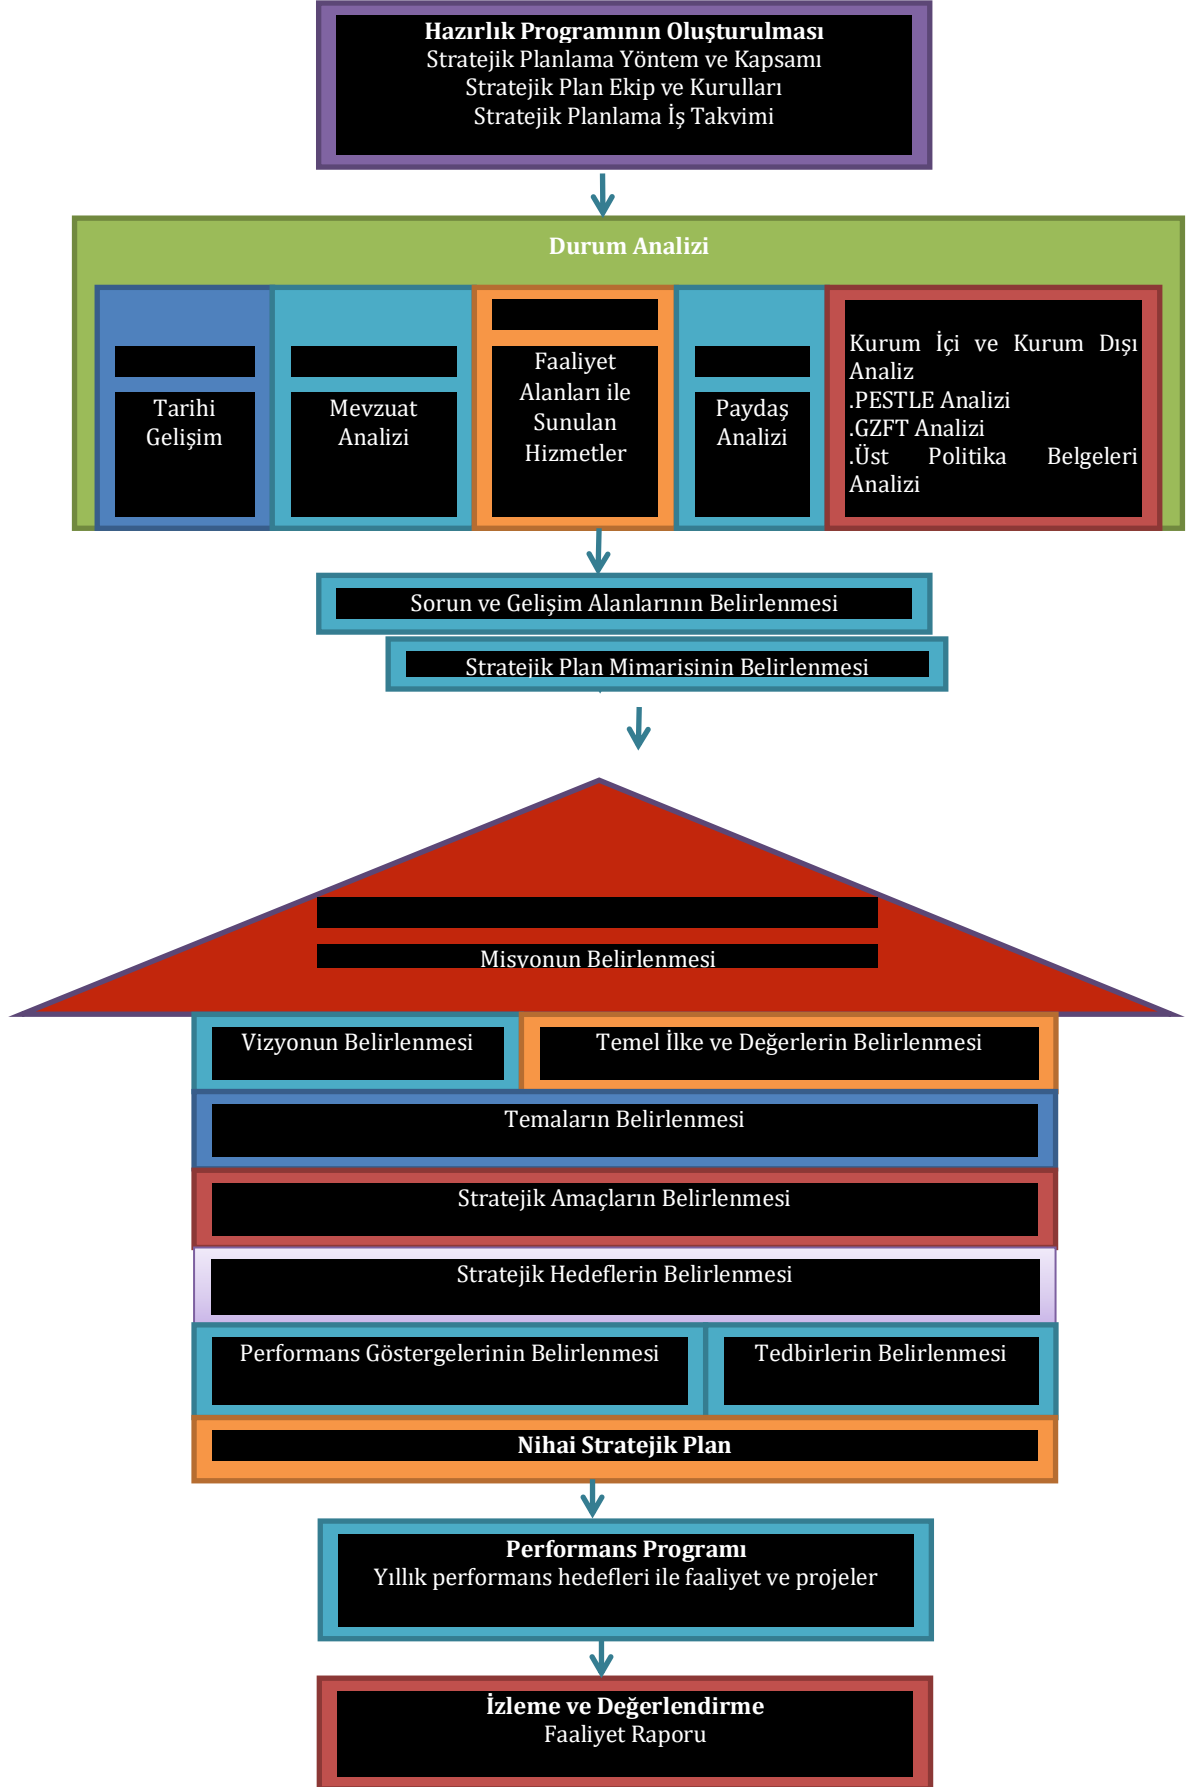 Hazırlık Programının Oluşturulması
Stratejik Planlama Yöntem ve Kapsamı
Stratejik Plan Ekip ve Kurulları
Stratejik Planlama İş Takvimi
Durum Analizi
Tarihi
Gelişim
Mevzuat
Analizi
Faaliyet
Alanları ile
Sunulan
Hizmetler
Paydaş
Analizi
Kurum İçi ve Kurum Dışı
Analiz
.PESTLE Analizi
.GZFT Analizi
.Üst Politika Belgeleri
Analizi
Sorun ve Gelişim Alanlarının Belirlenmesi
Stratejik Plan Mimarisinin Belirlenmesi
Misyonun Belirlenmesi
Vizyonun Belirlenmesi
Temel İlke ve Değerlerin Belirlenmesi
Temaların Belirlenmesi
Stratejik Amaçların Belirlenmesi
Stratejik Hedeflerin Belirlenmesi
Performans Göstergelerinin Belirlenmesi
Tedbirlerin Belirlenmesi
Nihai Stratejik Plan
Performans Programı
Yıllık performans hedefleri ile faaliyet ve projeler
İzleme ve Değerlendirme
Faaliyet Raporu